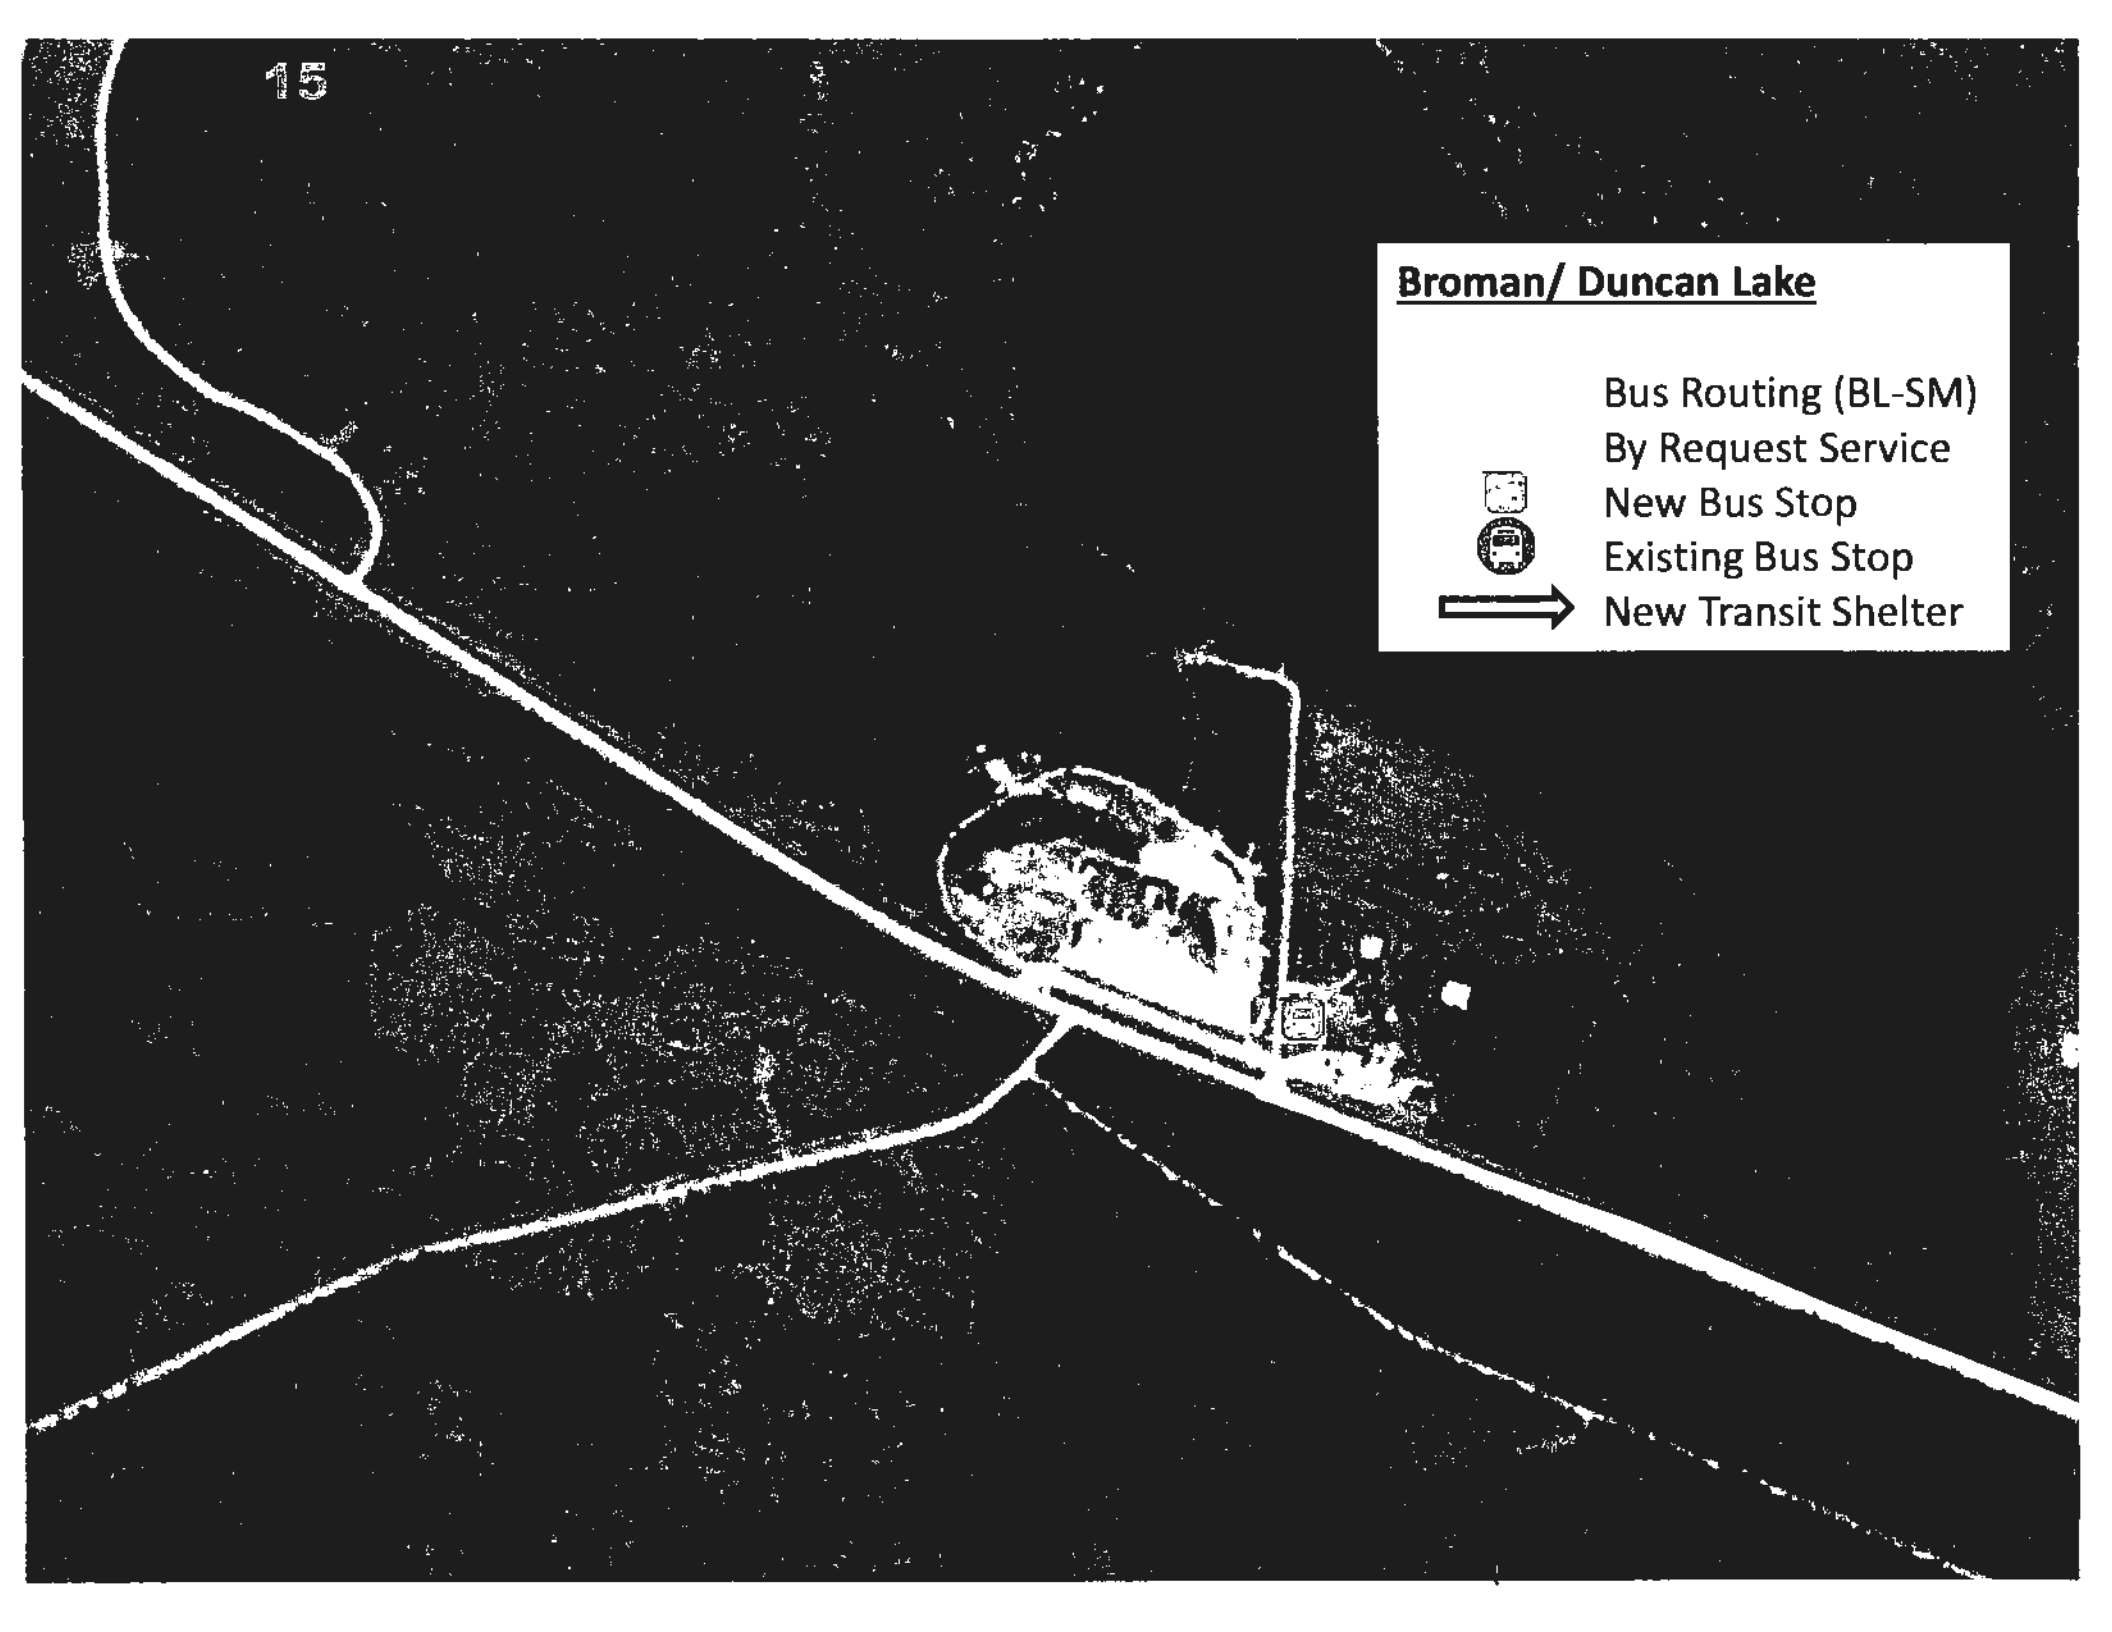 15
Broman/ Duncan Lake
Bus Routing (BL-SM)
By Request Service
New Bus Stop
Existing Bus Stop
New Transit Shelter